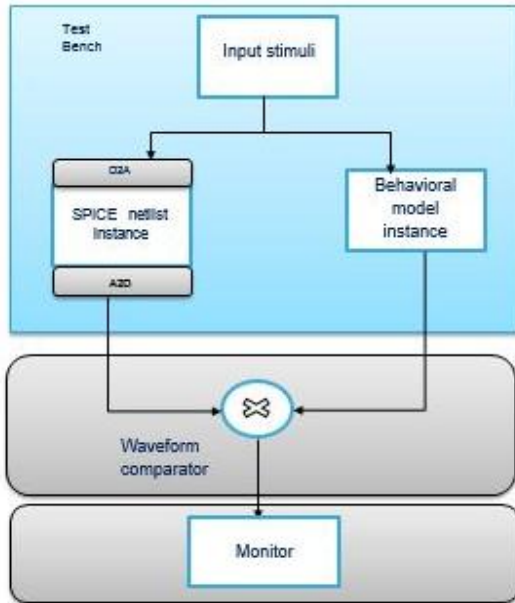 Test
Bench
Input stimuli
D2A
SPICE netlist
instance
A2D
Behavioral
model
instance
Waveform
comparator
Monitor